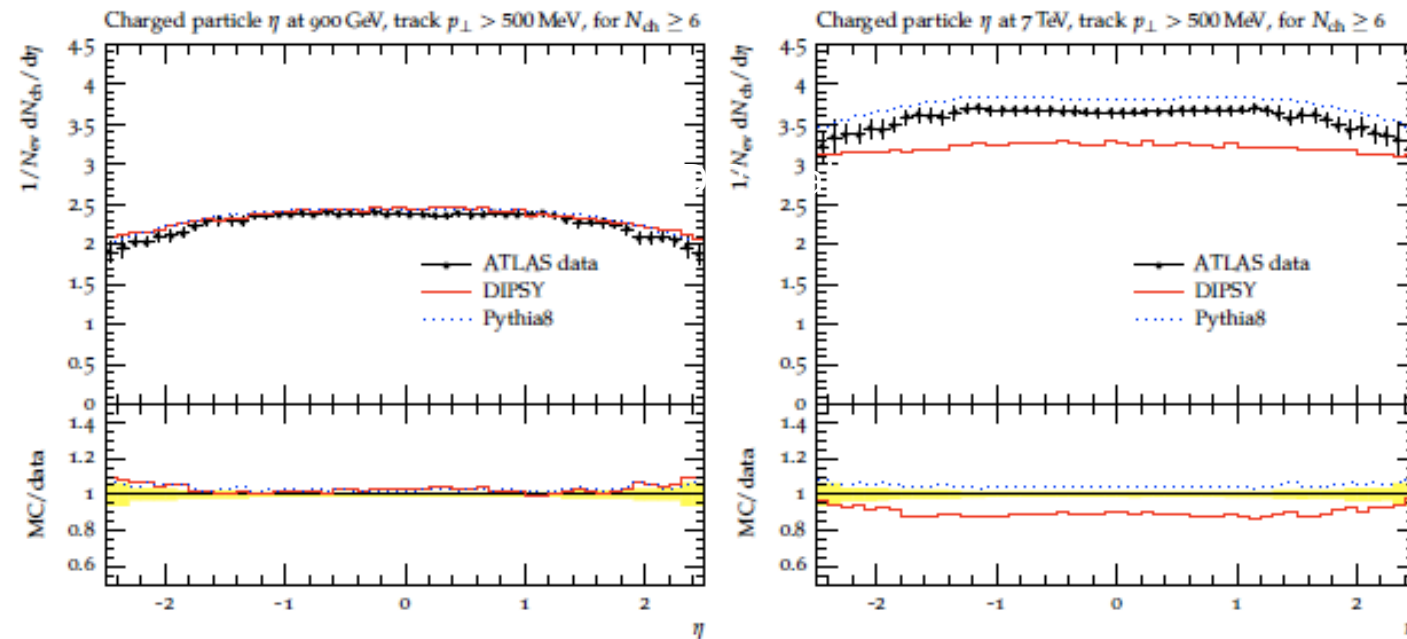 Charged particle η at 900 GeV, track p⊥ > 500 MeV, for Nch ≥ 6
1/Nev dNch/dη
4.5
4
3.5
3
2.5
2
1.5
1
0.5
0
ATLAS data
DIPSY
Pythia8
MC/data
1.4
1.2
1
0.8
0.6
-2 -1 0 1 2
η
Charged particle η at 7 TeV, track p⊥ > 500 MeV, for Nch ≥ 6
1/Nev dNch/dη
4.5
4
3.5
3
2.5
2
1.5
1
0.5
0
ATLAS data
DIPSY
Pythia8
MC/data
1.4
1.2
1
0.8
0.6
-2 -1 0 1 2